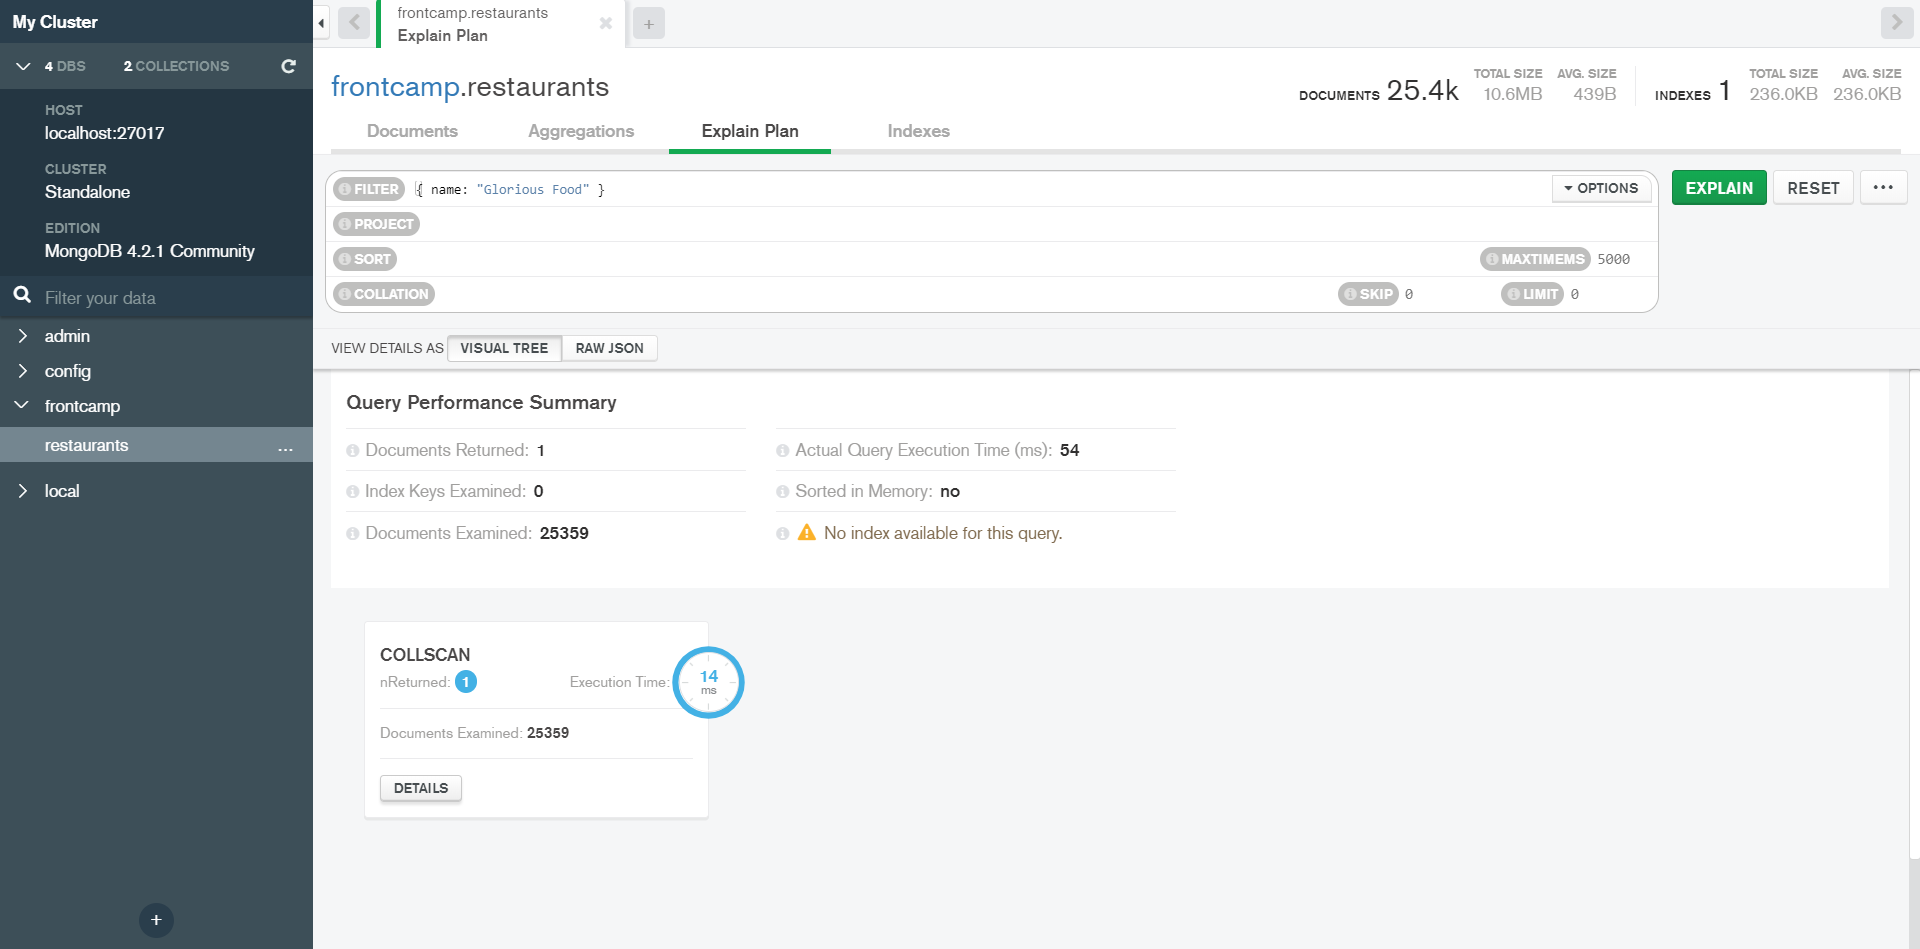 My Cluster
4 DBS 2 COLLECTIONS
HOST
localhost:27017
CLUSTER
Standalone
EDITION
MongoDB 4.2.1 Community
Filter your data
admin
config
frontcamp
restaurants ...
local
+
frontcamp.restaurants
Explain Plan
+
frontcamp.restaurants
DOCUMENTS 25.4k TOTAL SIZE 10.6MB AVG. SIZE 439B INDEXES 1 TOTAL SIZE 236.0KB AVG. SIZE 236.0KB
Documents Aggregations Explain Plan Indexes
FILTER { name: "Glorious Food" } OPTIONS EXPLAIN RESET ...
PROJECT
SORT MAXTIMEMS 5000
COLLATION SKIP 0 LIMIT 0
VIEW DETAILS AS VISUAL TREE RAW JSON
Query Performance Summary
Documents Returned: 1 Actual Query Execution Time (ms): 54
Index Keys Examined: 0 Sorted in Memory: no
Documents Examined: 25359 No index available for this query.
COLLSCAN
nReturned: 1 Execution Time: 14 ms
Documents Examined: 25359
DETAILS